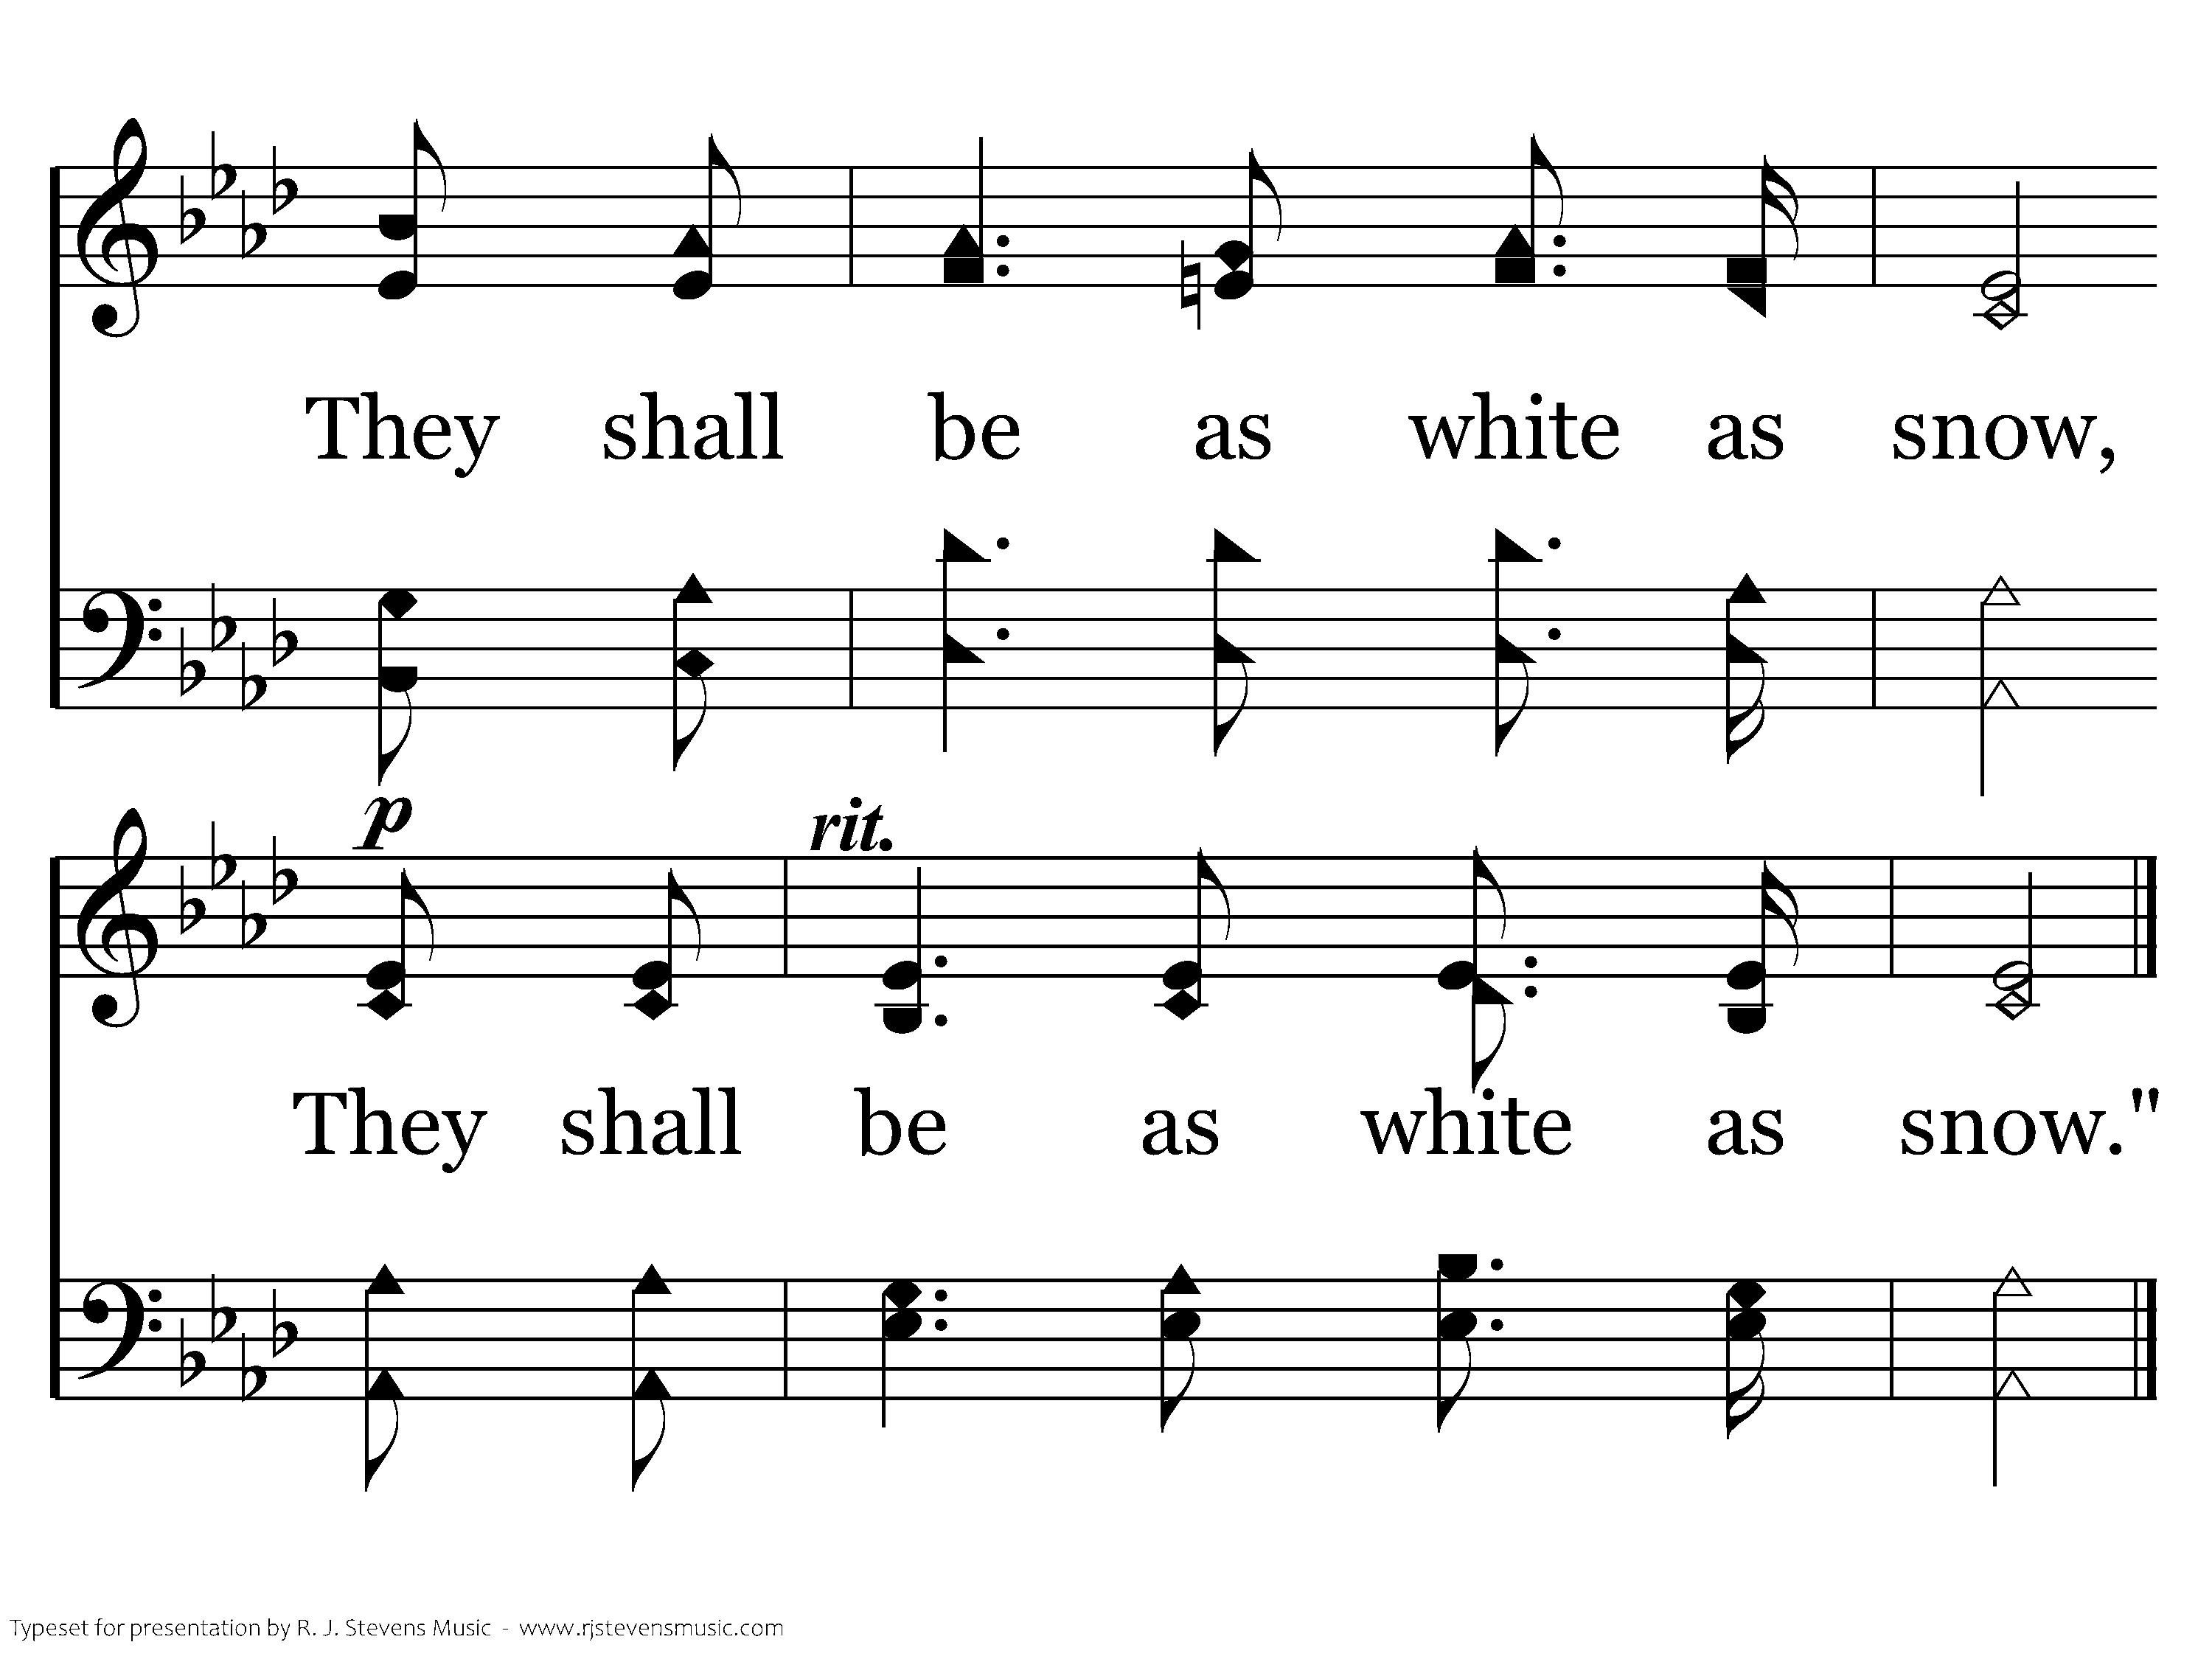 They shall be as white as snow,
p rit.
They shall be as white as snow."
Typeset for presentation by R. J. Stevens Music - www.rjstevensmusic.com